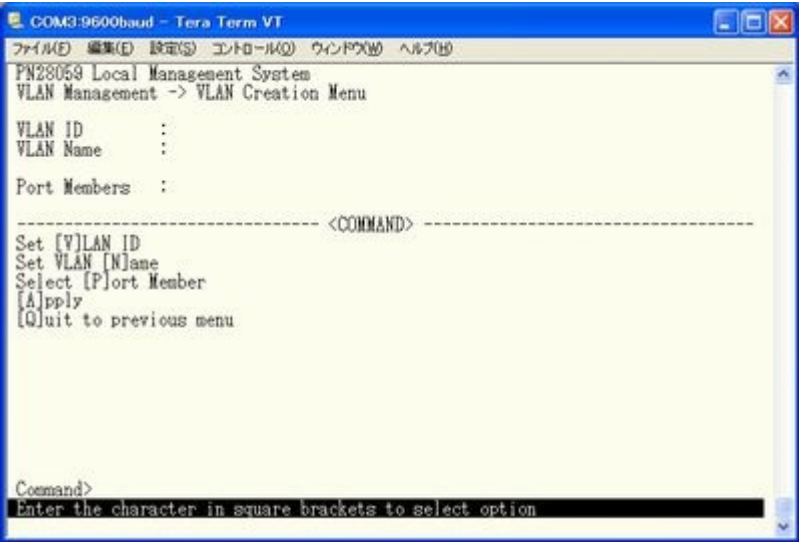 COM3:9600baud - Tera Term VT
ファイル(F) 編集(E) 設定(S) コントロール(O) ウィンドウ(W) ヘルプ(H)
PN28059 Local Management System
VLAN Management -> VLAN Creation Menu
VLAN ID :
VLAN Name :
Port Members :
-------------------------------- <COMMAND> -----------------------------------
Set [V]LAN ID
Set VLAN [N]ame
Select [P]ort Member
[A]pply
[Q]uit to previous menu
Command>
Enter the character in square brackets to select option